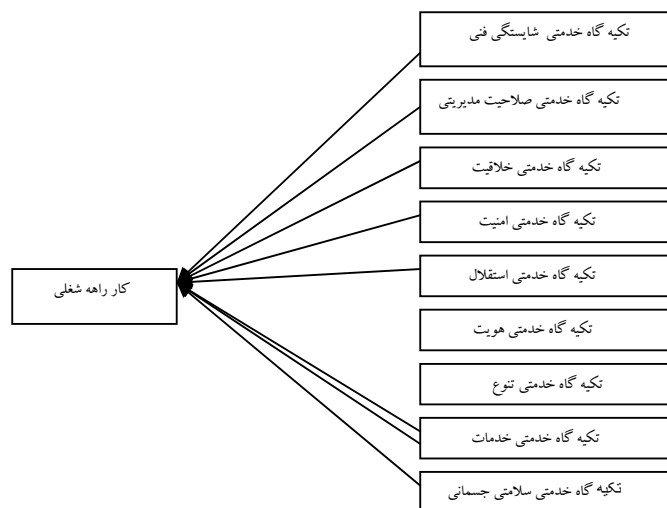 تکیه گاه خدمتی شایستگی فنی
تکیه گاه خدمتی صلاحیت مدیریتی
تکیه گاه خدمتی خلاقیت
تکیه گاه خدمتی امنیت
تکیه گاه خدمتی استقلال
کار راهه شغلی
تکیه گاه خدمتی هویت
تکیه گاه خدمتی تنوع
تکیه گاه خدمتی خدمات
تکیه گاه خدمتی سلامتی جسمانی